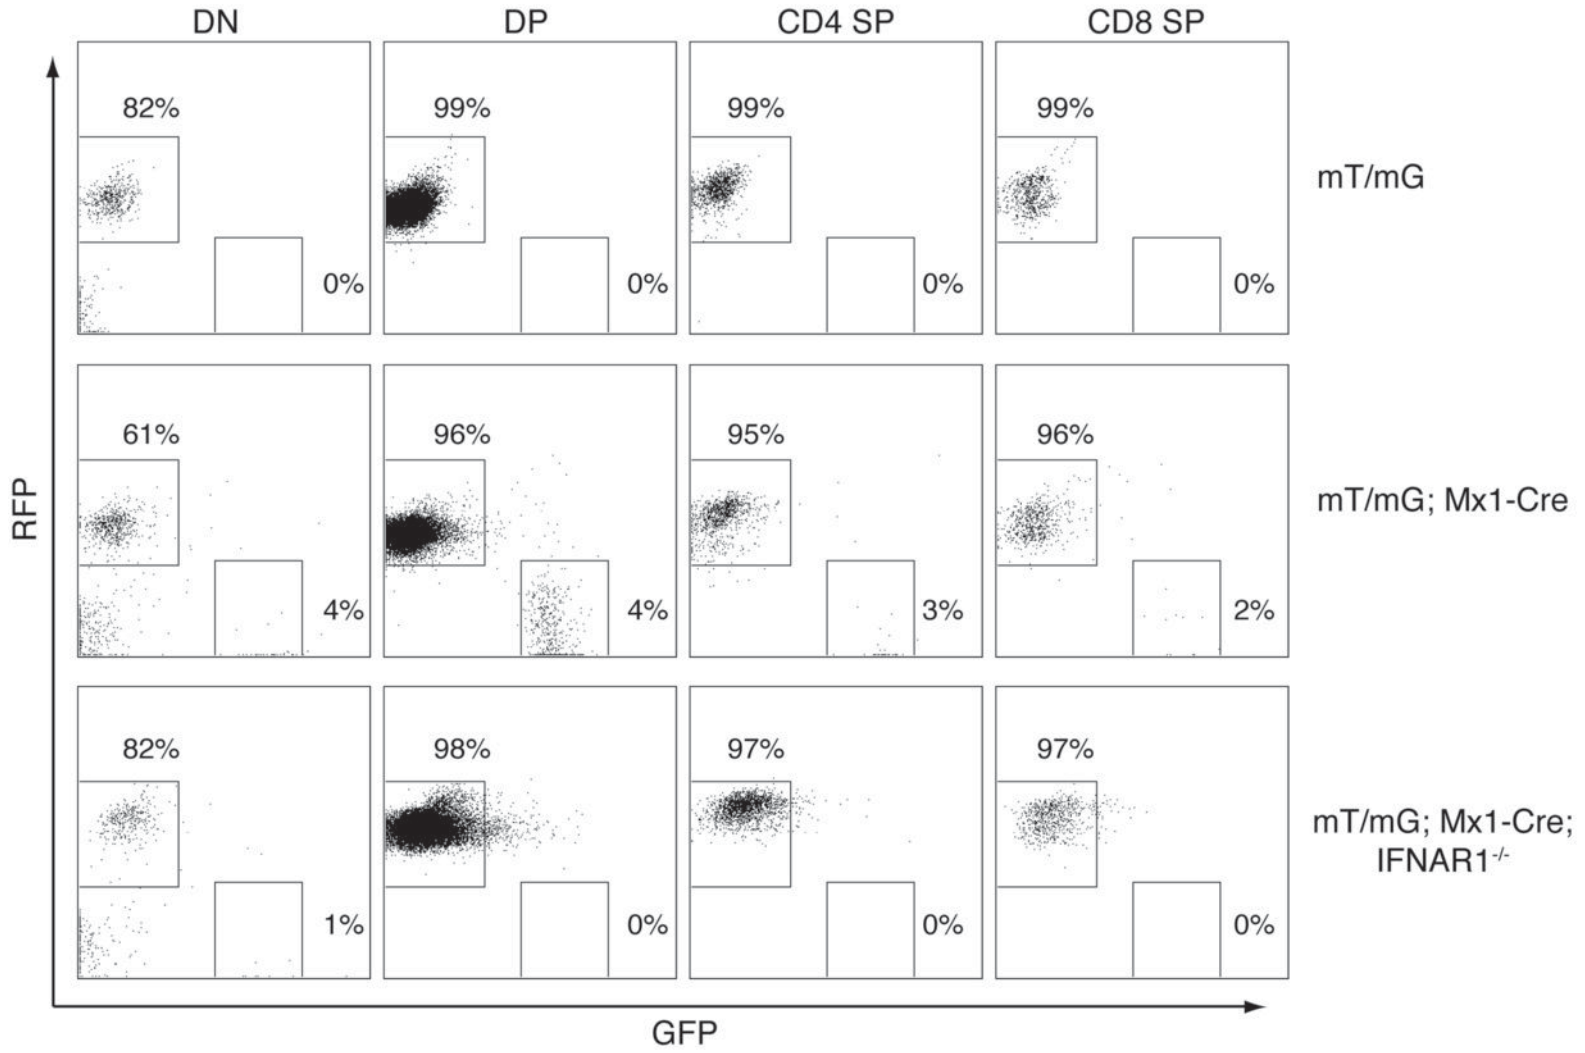 DN DP CD4 SP CD8 SP
82% 99% 99% 99%
mT/mG
0% 0% 0% 0%
61% 96% 95% 96%
mT/mG; Mx1-Cre
RFP
4% 4% 3% 2%
82% 98% 97% 97%
mT/mG; Mx1-Cre;
IFNAR1-/-
1% 0% 0% 0%
GFP